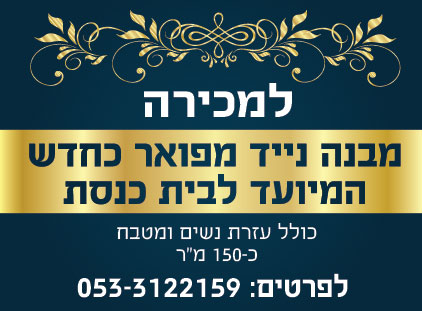 למכירה
מבנה נייד מפואר כחדש
המיועד לבית כנסת
כולל עזרת נשים ומטבח
כ-150 מ"ר
לפרטים: 053-3122159